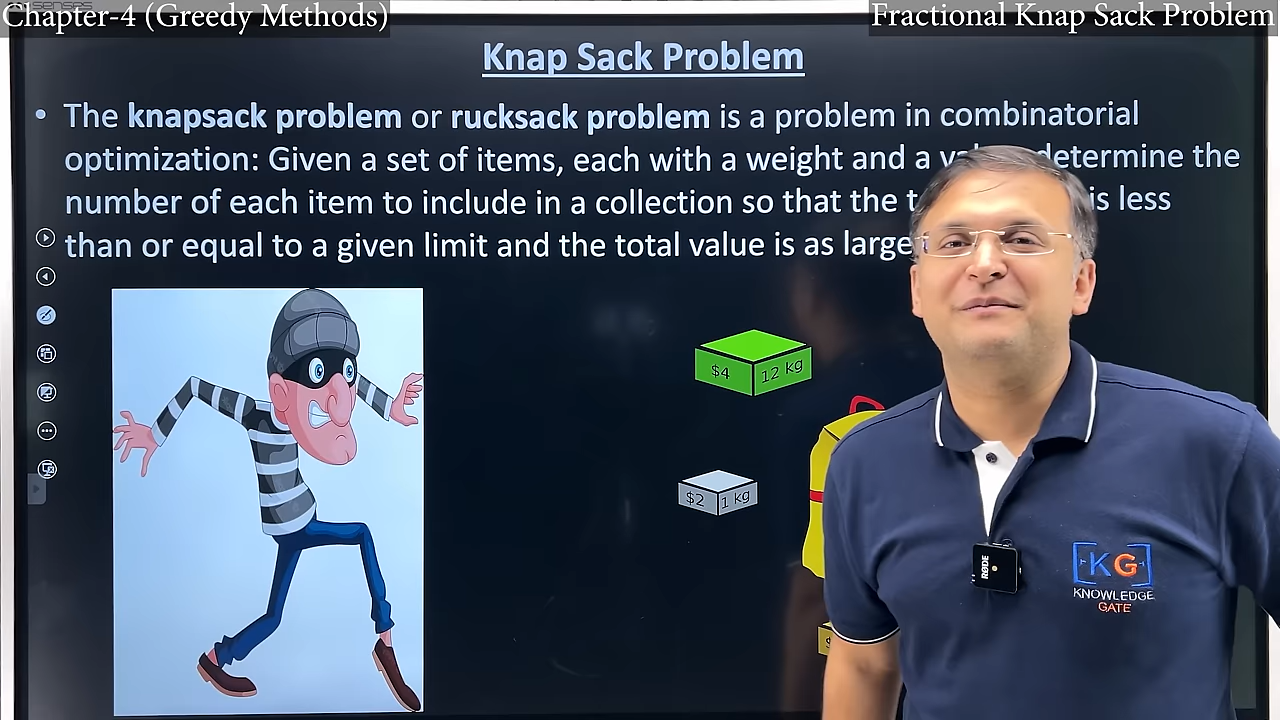 Chapter-4 (Greedy Methods)
Fractional Knap Sack Problem
Knap Sack Problem
• The knapsack problem or rucksack problem is a problem in combinatorial
optimization: Given a set of items, each with a weight and a determine the
number of each item to include in a collection so that the is less
than or equal to a given limit and the total value is as large
$4 12 kg
$2 1 kg
RØDE
KG
KNOWLEDGE
GATE